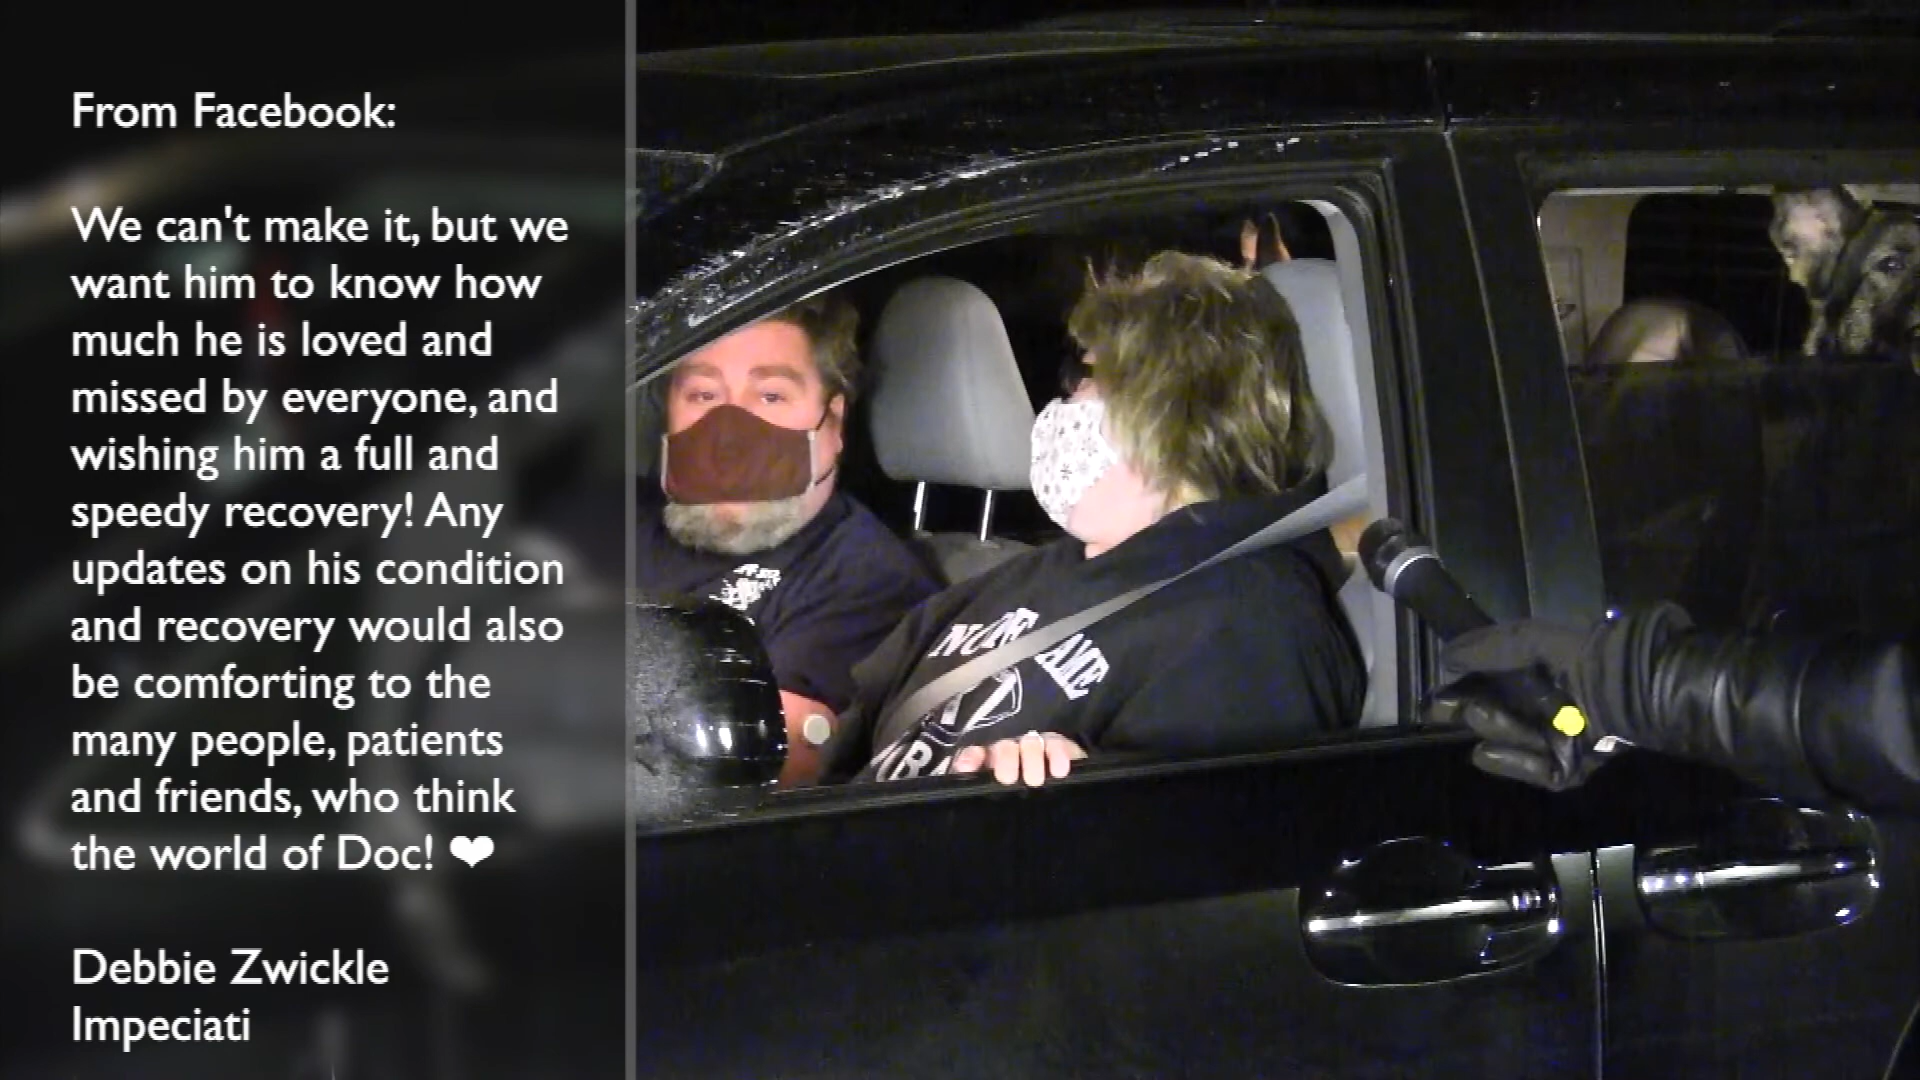 From Facebook:
We can't make it, but we
want him to know how
much he is loved and
missed by everyone, and
wishing him a full and
speedy recovery! Any
updates on his condition
and recovery would also
be comforting to the
many people, patients
and friends, who think
the world of Doc! ❤
Debbie Zwickle
Impeciati